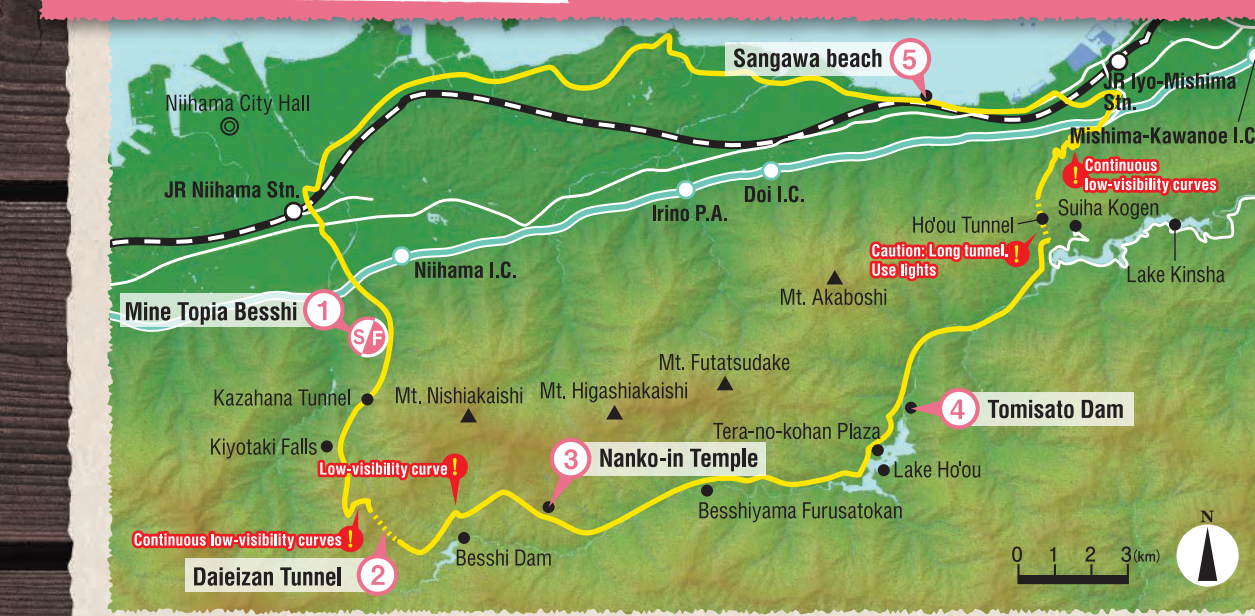 Sangawa beach 5
JR Iyo-Mishima
Stn.
Niihama City Hall
Mishima-Kawanoe I.C
! Continuous
low-visibility curves
JR Niihama Stn.
Doi I.C.
Irino P.A.
Suiha Kogen
Ho'ou Tunnel
Caution: Long tunnel. !
Use lights
Niihama I.C.
Lake Kinsha
Mt. Akaboshi
Mine Topia Besshi 1
S/F
Mt. Futatsudake
Kazahana Tunnel
Mt. Nishiakaishi
Mt. Higashiakaishi
4 Tomisato Dam
Tera-no-kohan Plaza
Kiyotaki Falls
Low-visibility curve !
3 Nanko-in Temple
Lake Ho'ou
Besshiyama Furusatokan
Continuous low-visibility curves !
Besshi Dam
Daieizan Tunnel 2
N
0 1 2 3(km)